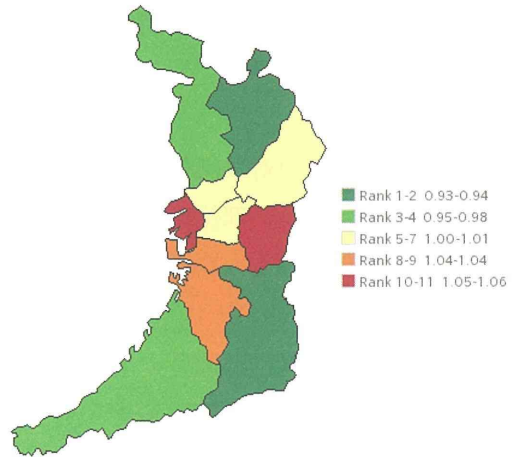 Rank 1-2 0.93-0.94
Rank 3-4 0.95-0.98
Rank 5-7 1.00-1.01
Rank 8-9 1.04-1.04
Rank 10-11 1.05-1.06